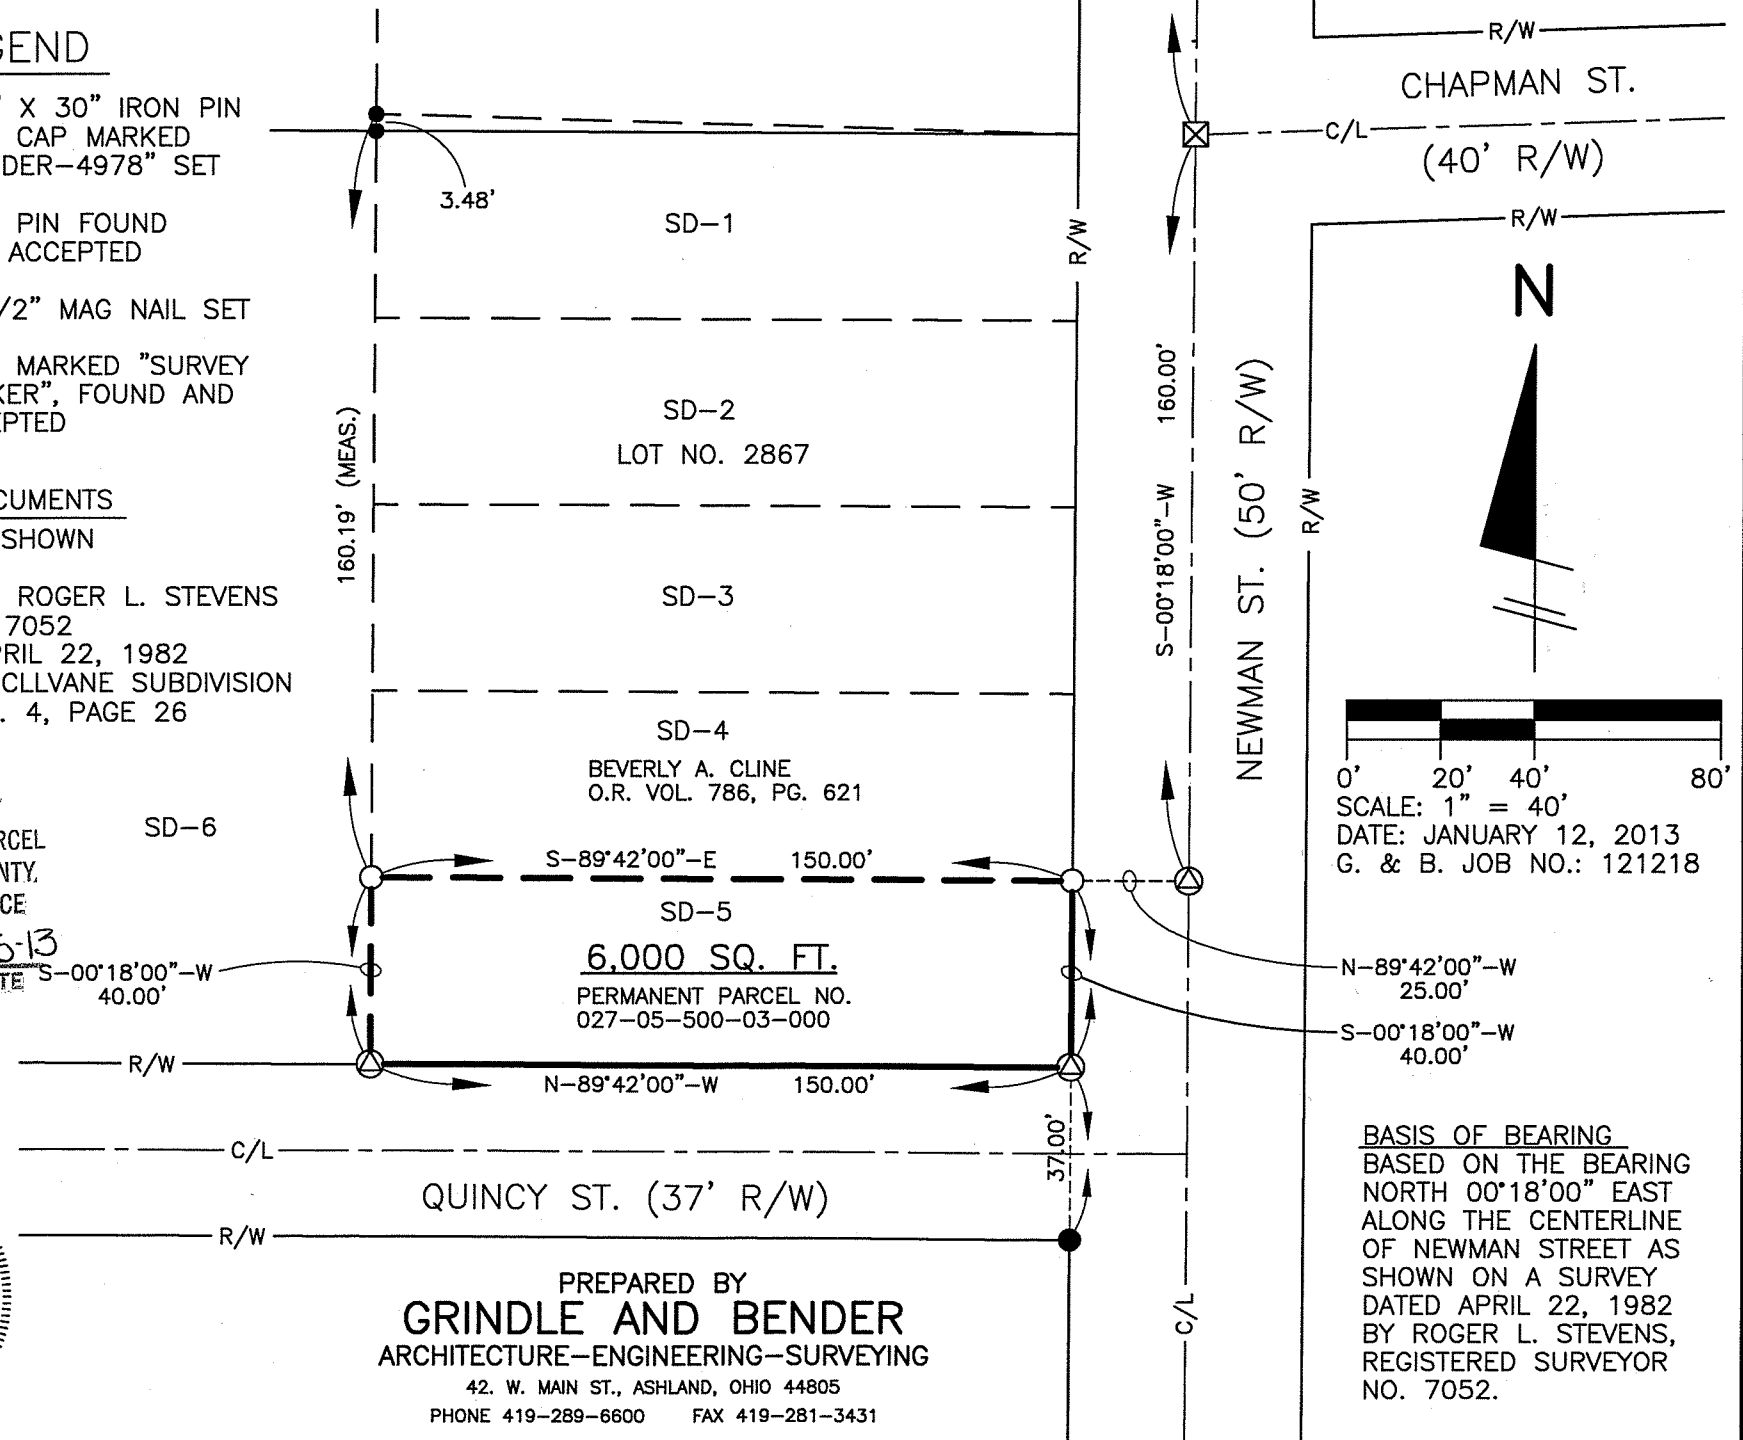 GEND
" X 30" IRON PIN
CAP MARKED
DER-4978" SET
PIN FOUND
ACCEPTED
/2" MAG NAIL SET
MARKED "SURVEY
KER", FOUND AND
EPTED
CUMENTS
SHOWN
ROGER L. STEVENS
7052
PRIL 22, 1982
CLLVANE SUBDIVISION
. 4, PAGE 26
RCEL
NTY,
CE
5-13
TE
3.48'
SD-1
SD-2
LOT NO. 2867
SD-3
SD-4
BEVERLY A. CLINE
O.R. VOL. 786, PG. 621
SD-6
160.19' (MEAS.)
S-89°42'00"-E 150.00'
SD-5
6,000 SQ. FT.
PERMANENT PARCEL NO.
027-05-500-03-000
S-00°18'00"-W
40.00'
R/W
N-89°42'00"-W 150.00'
C/L
37.00'
QUINCY ST. (37' R/W)
R/W
PREPARED BY
GRINDLE AND BENDER
ARCHITECTURE-ENGINEERING-SURVEYING
42. W. MAIN ST., ASHLAND, OHIO 44805
PHONE 419-289-6600 FAX 419-281-3431
R/W
S-00°18'00"-W 160.00'
NEWMAN ST. (50' R/W)
R/W
C/L
R/W
CHAPMAN ST.
C/L
(40' R/W)
R/W
N
0' 20' 40' 80'
SCALE: 1" = 40'
DATE: JANUARY 12, 2013
G. & B. JOB NO.: 121218
N-89°42'00"-W
25.00'
S-00°18'00"-W
40.00'
BASIS OF BEARING
BASED ON THE BEARING
NORTH 00°18'00" EAST
ALONG THE CENTERLINE
OF NEWMAN STREET AS
SHOWN ON A SURVEY
DATED APRIL 22, 1982
BY ROGER L. STEVENS,
REGISTERED SURVEYOR
NO. 7052.